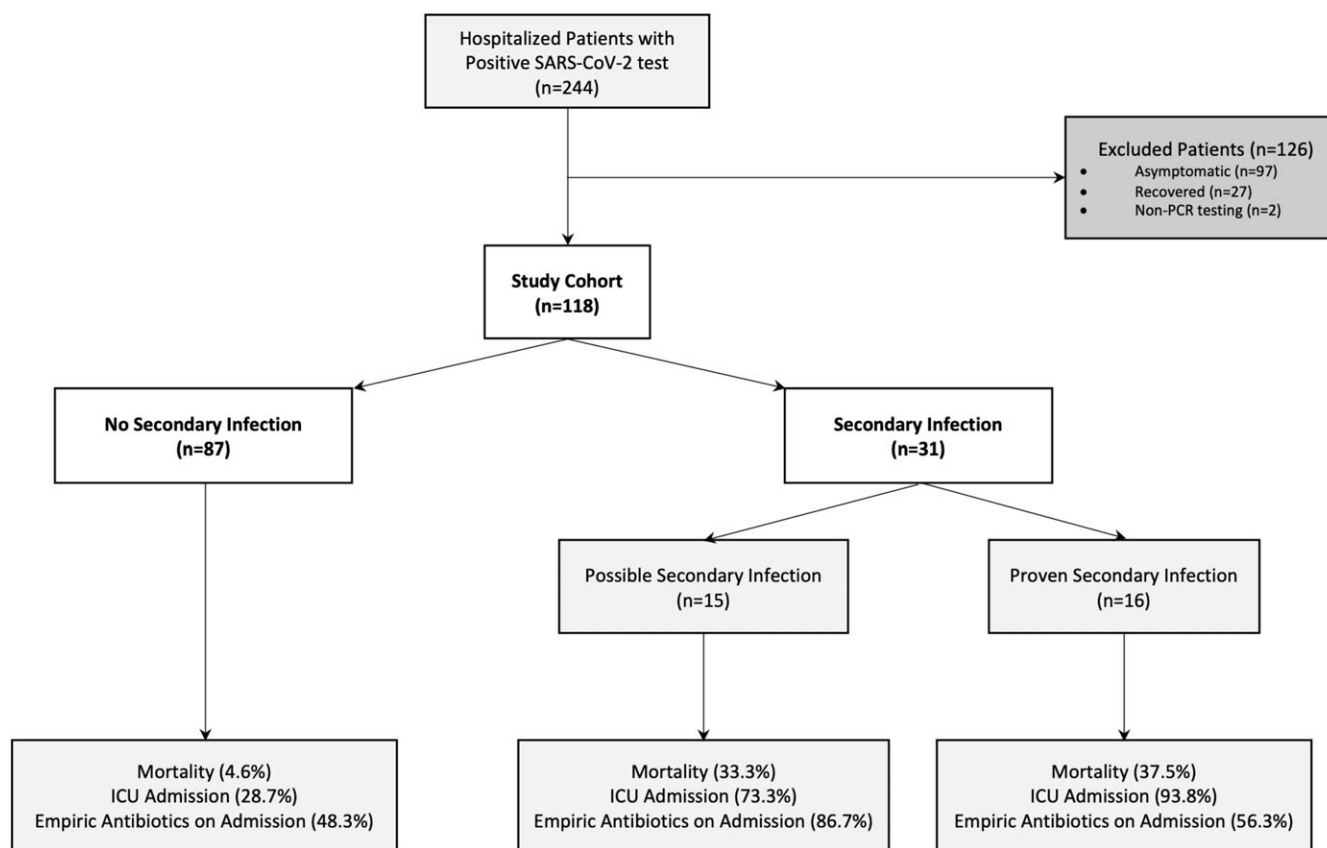 Hospitalized Patients with
Positive SARS-CoV-2 test
(n=244)
Excluded Patients (n=126)
• Asymptomatic (n=97)
• Recovered (n=27)
• Non-PCR testing (n=2)
Study Cohort
(n=118)
No Secondary Infection
(n=87)
Secondary Infection
(n=31)
Possible Secondary Infection
(n=15)
Proven Secondary Infection
(n=16)
Mortality (4.6%)
ICU Admission (28.7%)
Empiric Antibiotics on Admission (48.3%)
Mortality (33.3%)
ICU Admission (73.3%)
Empiric Antibiotics on Admission (86.7%)
Mortality (37.5%)
ICU Admission (93.8%)
Empiric Antibiotics on Admission (56.3%)